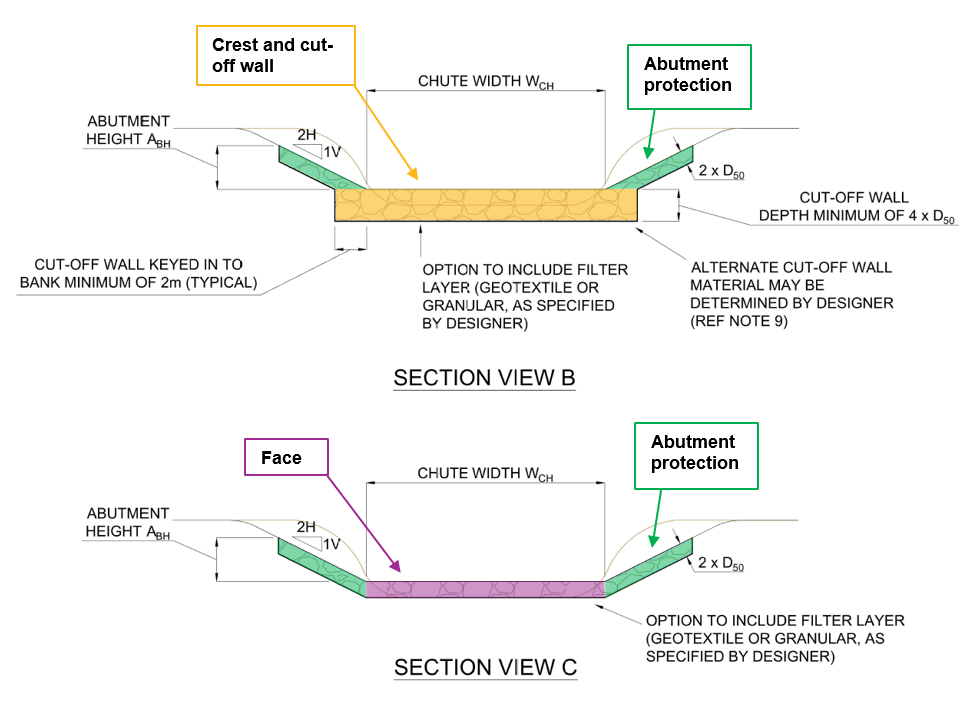 Crest and cut-
off wall
CHUTE WIDTH WCH
Abutment
protection
ABUTMENT
HEIGHT ABH
2H
1V
2 x D50
CUT-OFF WALL
DEPTH MINIMUM OF 4 x D50
CUT-OFF WALL KEYED IN TO
BANK MINIMUM OF 2m (TYPICAL)
OPTION TO INCLUDE FILTER
LAYER (GEOTEXTILE OR
GRANULAR, AS SPECIFIED
BY DESIGNER)
ALTERNATE CUT-OFF WALL
MATERIAL MAY BE
DETERMINED BY DESIGNER
(REF NOTE 9)
SECTION VIEW B
Face
CHUTE WIDTH WCH
Abutment
protection
ABUTMENT
HEIGHT ABH
2H
1V
2 x D50
OPTION TO INCLUDE FILTER LAYER
(GEOTEXTILE OR GRANULAR, AS
SPECIFIED BY DESIGNER)
SECTION VIEW C